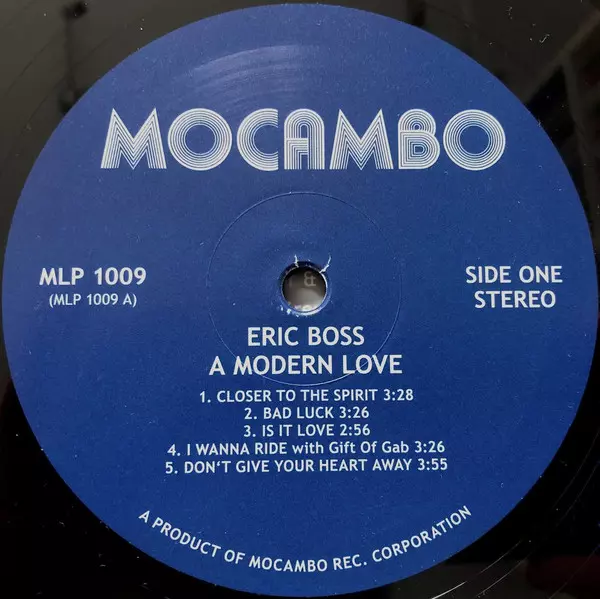 MOCAMBO
MLP 1009
(MLP 1009 A)
SIDE ONE
STEREO
ERIC BOSS
A MODERN LOVE
1. CLOSER TO THE SPIRIT 3:28
2. BAD LUCK 3:26
3. IS IT LOVE 2:56
4. I WANNA RIDE with Gift Of Gab 3:26
5. DON'T GIVE YOUR HEART AWAY 3:55
A PRODUCT OF MOCAMBO REC. CORPORATION